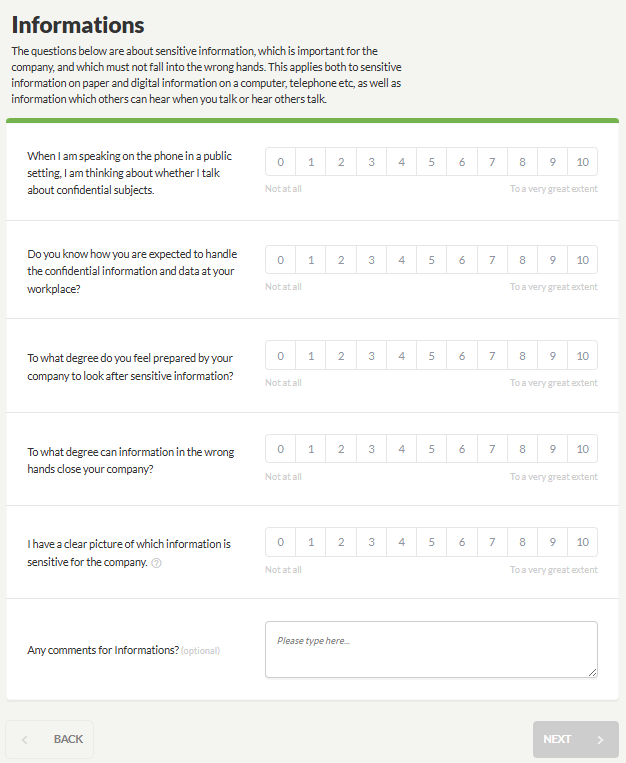 Informations
The questions below are about sensitive information, which is important for the
company, and which must not fall into the wrong hands. This applies both to sensitive
information on paper and digital information on a computer, telephone etc, as well as
information which others can hear when you talk or hear others talk.
When I am speaking on the phone in a public
setting, I am thinking about whether I talk
about confidential subjects.
0 1 2 3 4 5 6 7 8 9 10
Not at all To a very great extent
Do you know how you are expected to handle
the confidential information and data at your
workplace?
0 1 2 3 4 5 6 7 8 9 10
Not at all To a very great extent
To what degree do you feel prepared by your
company to look after sensitive information?
0 1 2 3 4 5 6 7 8 9 10
Not at all To a very great extent
To what degree can information in the wrong
hands close your company?
0 1 2 3 4 5 6 7 8 9 10
Not at all To a very great extent
I have a clear picture of which information is
sensitive for the company. ?
0 1 2 3 4 5 6 7 8 9 10
Not at all To a very great extent
Any comments for Informations? (optional)
Please type here...
< BACK
NEXT >